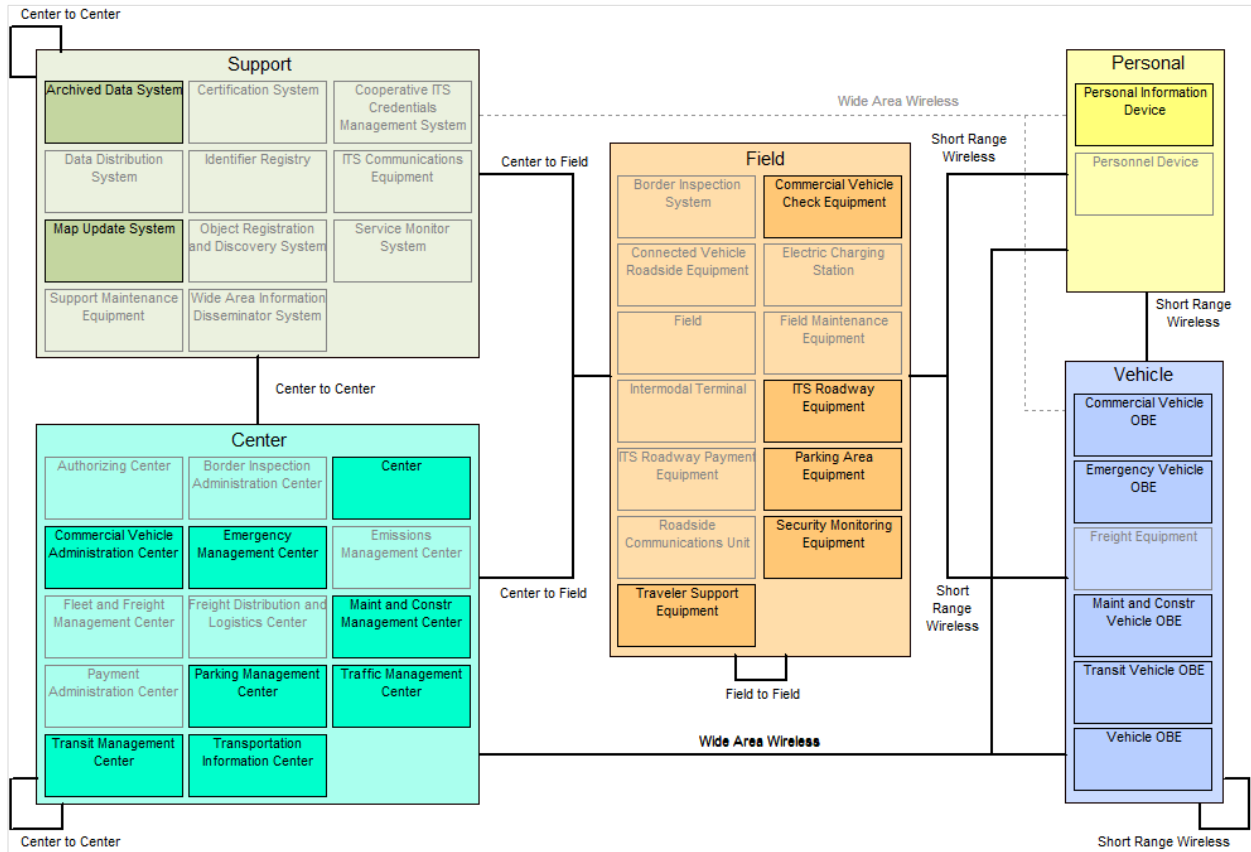 Center to Center
Support
Archived Data System
Certification System
Cooperative ITS
Credentials
Management System
Data Distribution
System
Identifier Registry
ITS Communications
Equipment
Map Update System
Object Registration
and Discovery System
Service Monitor
System
Support Maintenance
Equipment
Wide Area Information
Disseminator System
Center to Center
Center
Authorizing Center
Border Inspection
Administration Center
Center
Commercial Vehicle
Administration Center
Emergency
Management Center
Emissions
Management Center
Fleet and Freight
Management Center
Freight Distribution and
Logistics Center
Maint and Constr
Management Center
Payment
Administration Center
Parking Management
Center
Traffic Management
Center
Transit Management
Center
Transportation
Information Center
Center to Center
Center to Field
Center to Field
Wide Area Wireless
Wide Area Wireless
Field
Border Inspection
System
Commercial Vehicle
Check Equipment
Connected Vehicle
Roadside Equipment
Electric Charging
Station
Field
Field Maintenance
Equipment
Intermodal Terminal
ITS Roadway
Equipment
ITS Roadway Payment
Equipment
Parking Area
Equipment
Roadside
Communications Unit
Security Monitoring
Equipment
Traveler Support
Equipment
Field to Field
Short Range
Wireless
Short
Range
Wireless
Personal
Personal Information
Device
Personnel Device
Short Range
Wireless
Vehicle
Commercial Vehicle
OBE
Emergency Vehicle
OBE
Freight Equipment
Maint and Constr
Vehicle OBE
Transit Vehicle OBE
Vehicle OBE
Short Range Wireless